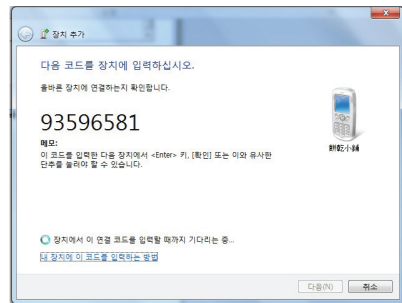 장치 추가
다음 코드를 장치에 입력하십시오.
올바른 장치에 연결하는지 확인합니다.
93596581
메모:
이 코드를 입력한 다음 장치에서 <Enter> 키, [확인] 또는 이와 유사한
단추를 눌러야 할 수 있습니다.
餅乾小舖
장치에서 이 연결 코드를 입력할 때까지 기다리는 중...
내 장치에 이 코드를 입력하는 방법
다음(N)
취소